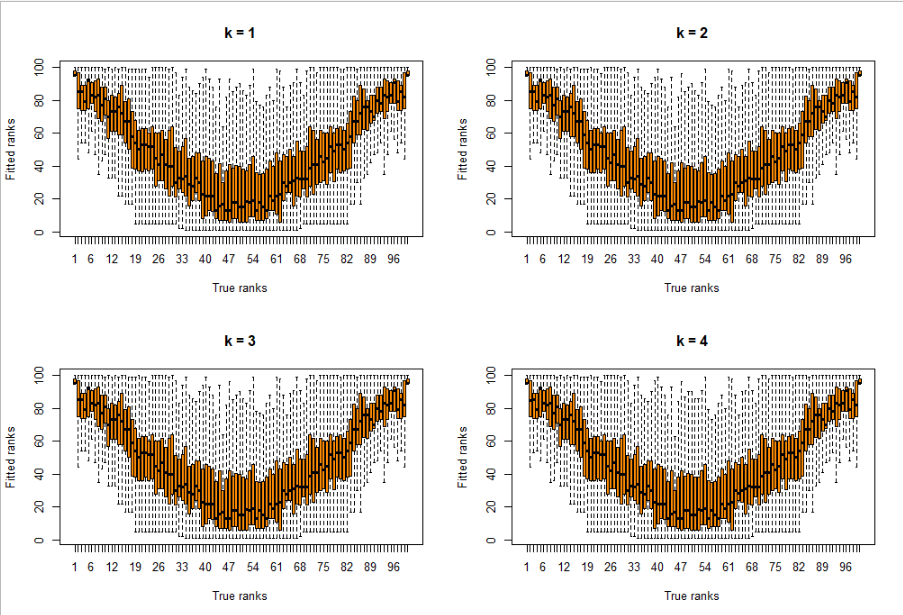 k = 1
Fitted ranks
0 20 40 60 80 100
1 6 12 19 26 33 40 47 54 61 68 75 82 89 96
True ranks
k = 2
Fitted ranks
0 20 40 60 80 100
1 6 12 19 26 33 40 47 54 61 68 75 82 89 96
True ranks
k = 3
Fitted ranks
0 20 40 60 80 100
1 6 12 19 26 33 40 47 54 61 68 75 82 89 96
True ranks
k = 4
Fitted ranks
0 20 40 60 80 100
1 6 12 19 26 33 40 47 54 61 68 75 82 89 96
True ranks